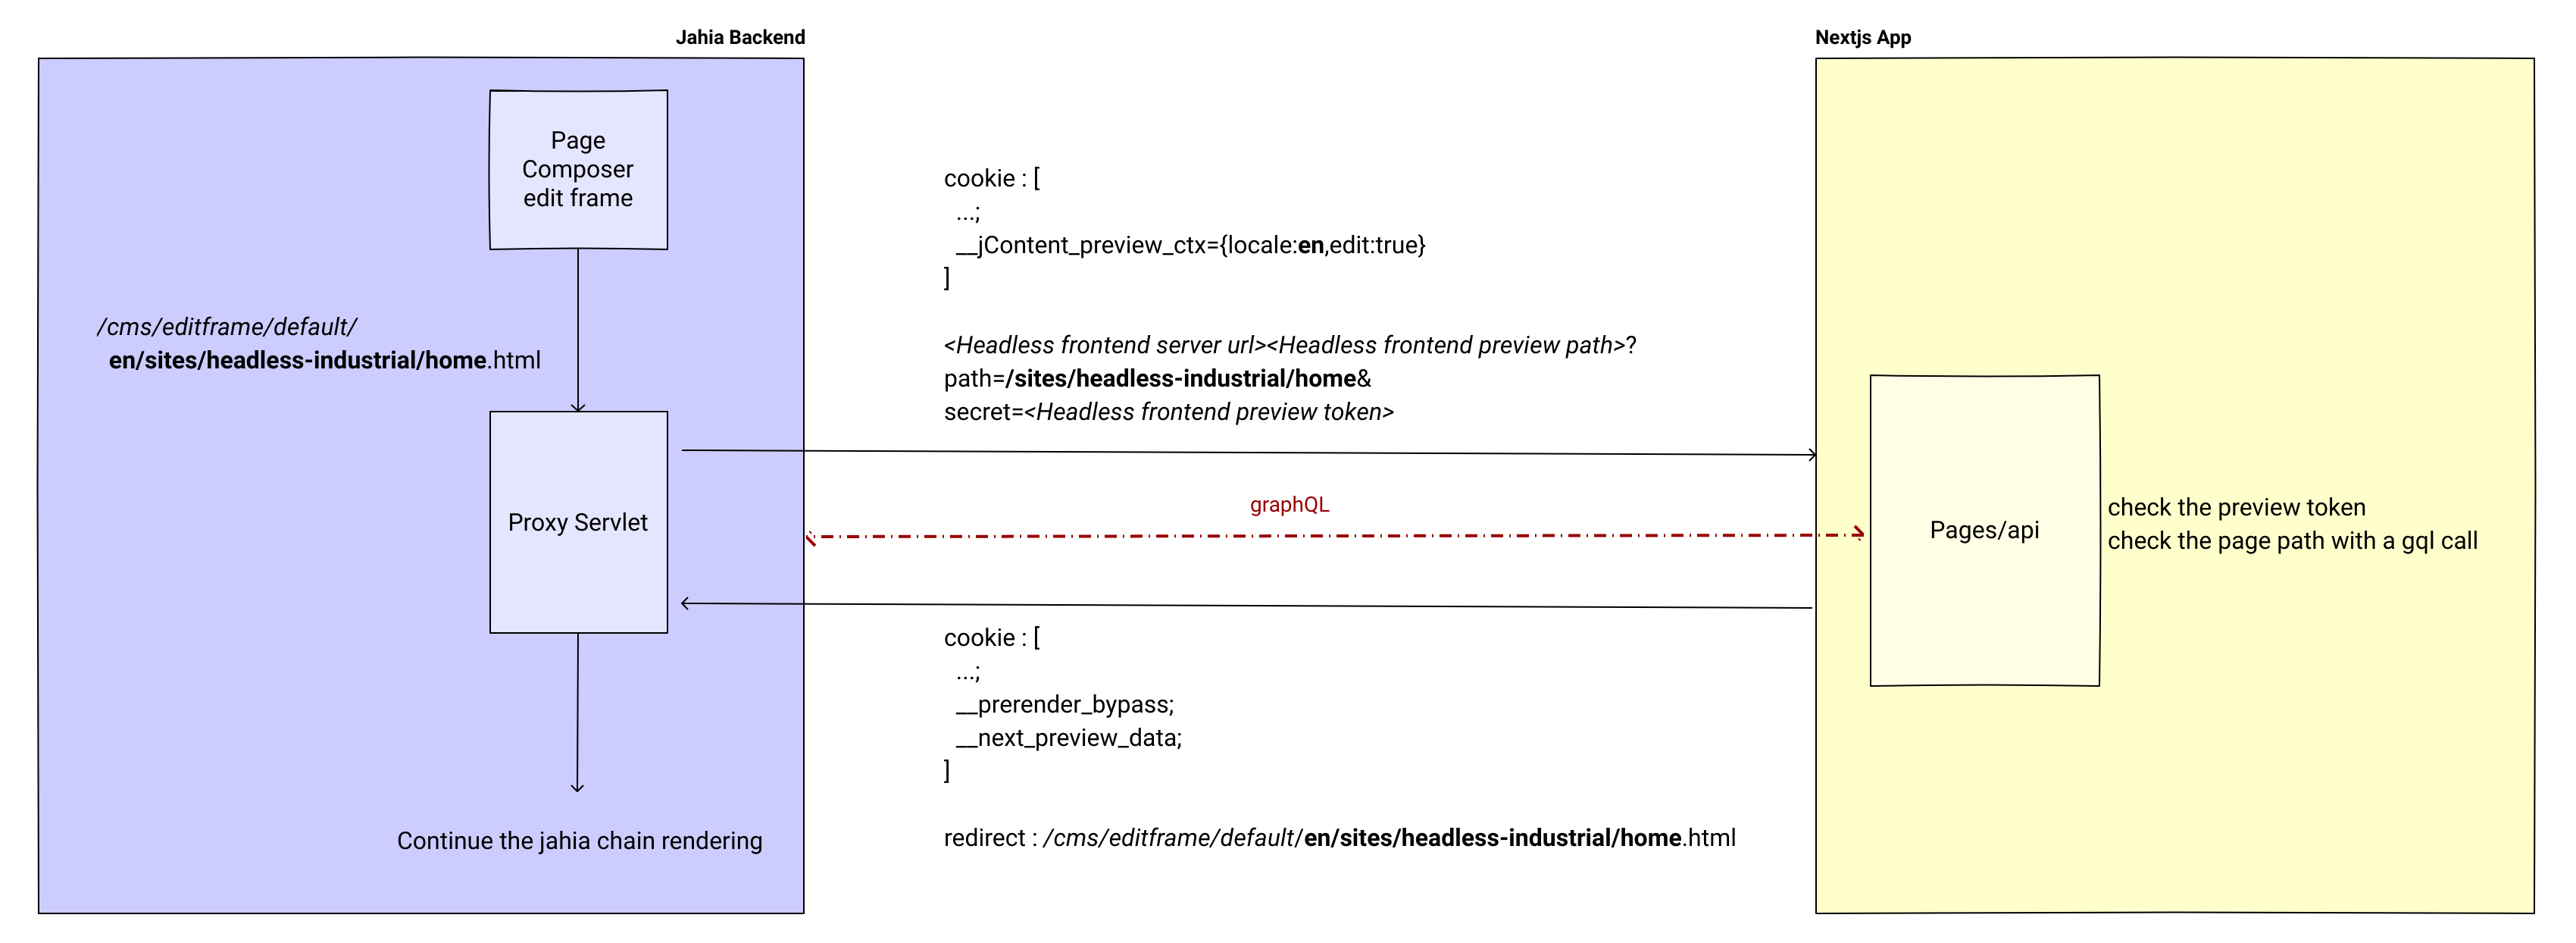 Jahia Backend
Nextjs App
Page
Composer
edit frame
/cms/editframe/default/
en/sites/headless-industrial/home.html
Proxy Servlet
Continue the jahia chain rendering
cookie : [
...;
__jContent_preview_ctx={locale:en,edit:true}
]
<Headless frontend server url><Headless frontend preview path>?
path=/sites/headless-industrial/home&
secret=<Headless frontend preview token>
graphQL
cookie : [
...;
__prerender_bypass;
__next_preview_data;
]
redirect : /cms/editframe/default/en/sites/headless-industrial/home.html
Pages/api
check the preview token
check the page path with a gql call